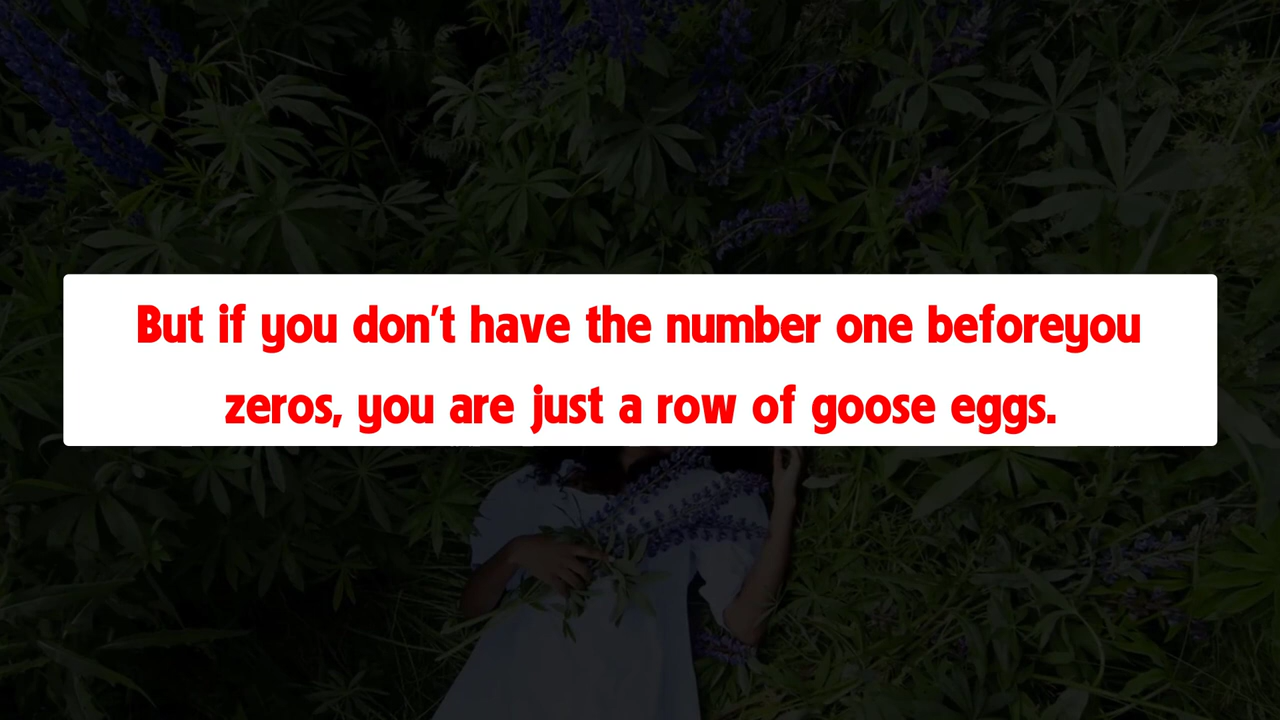 But if you don't have the number one beforeyou
zeros, you are just a row of goose eggs.